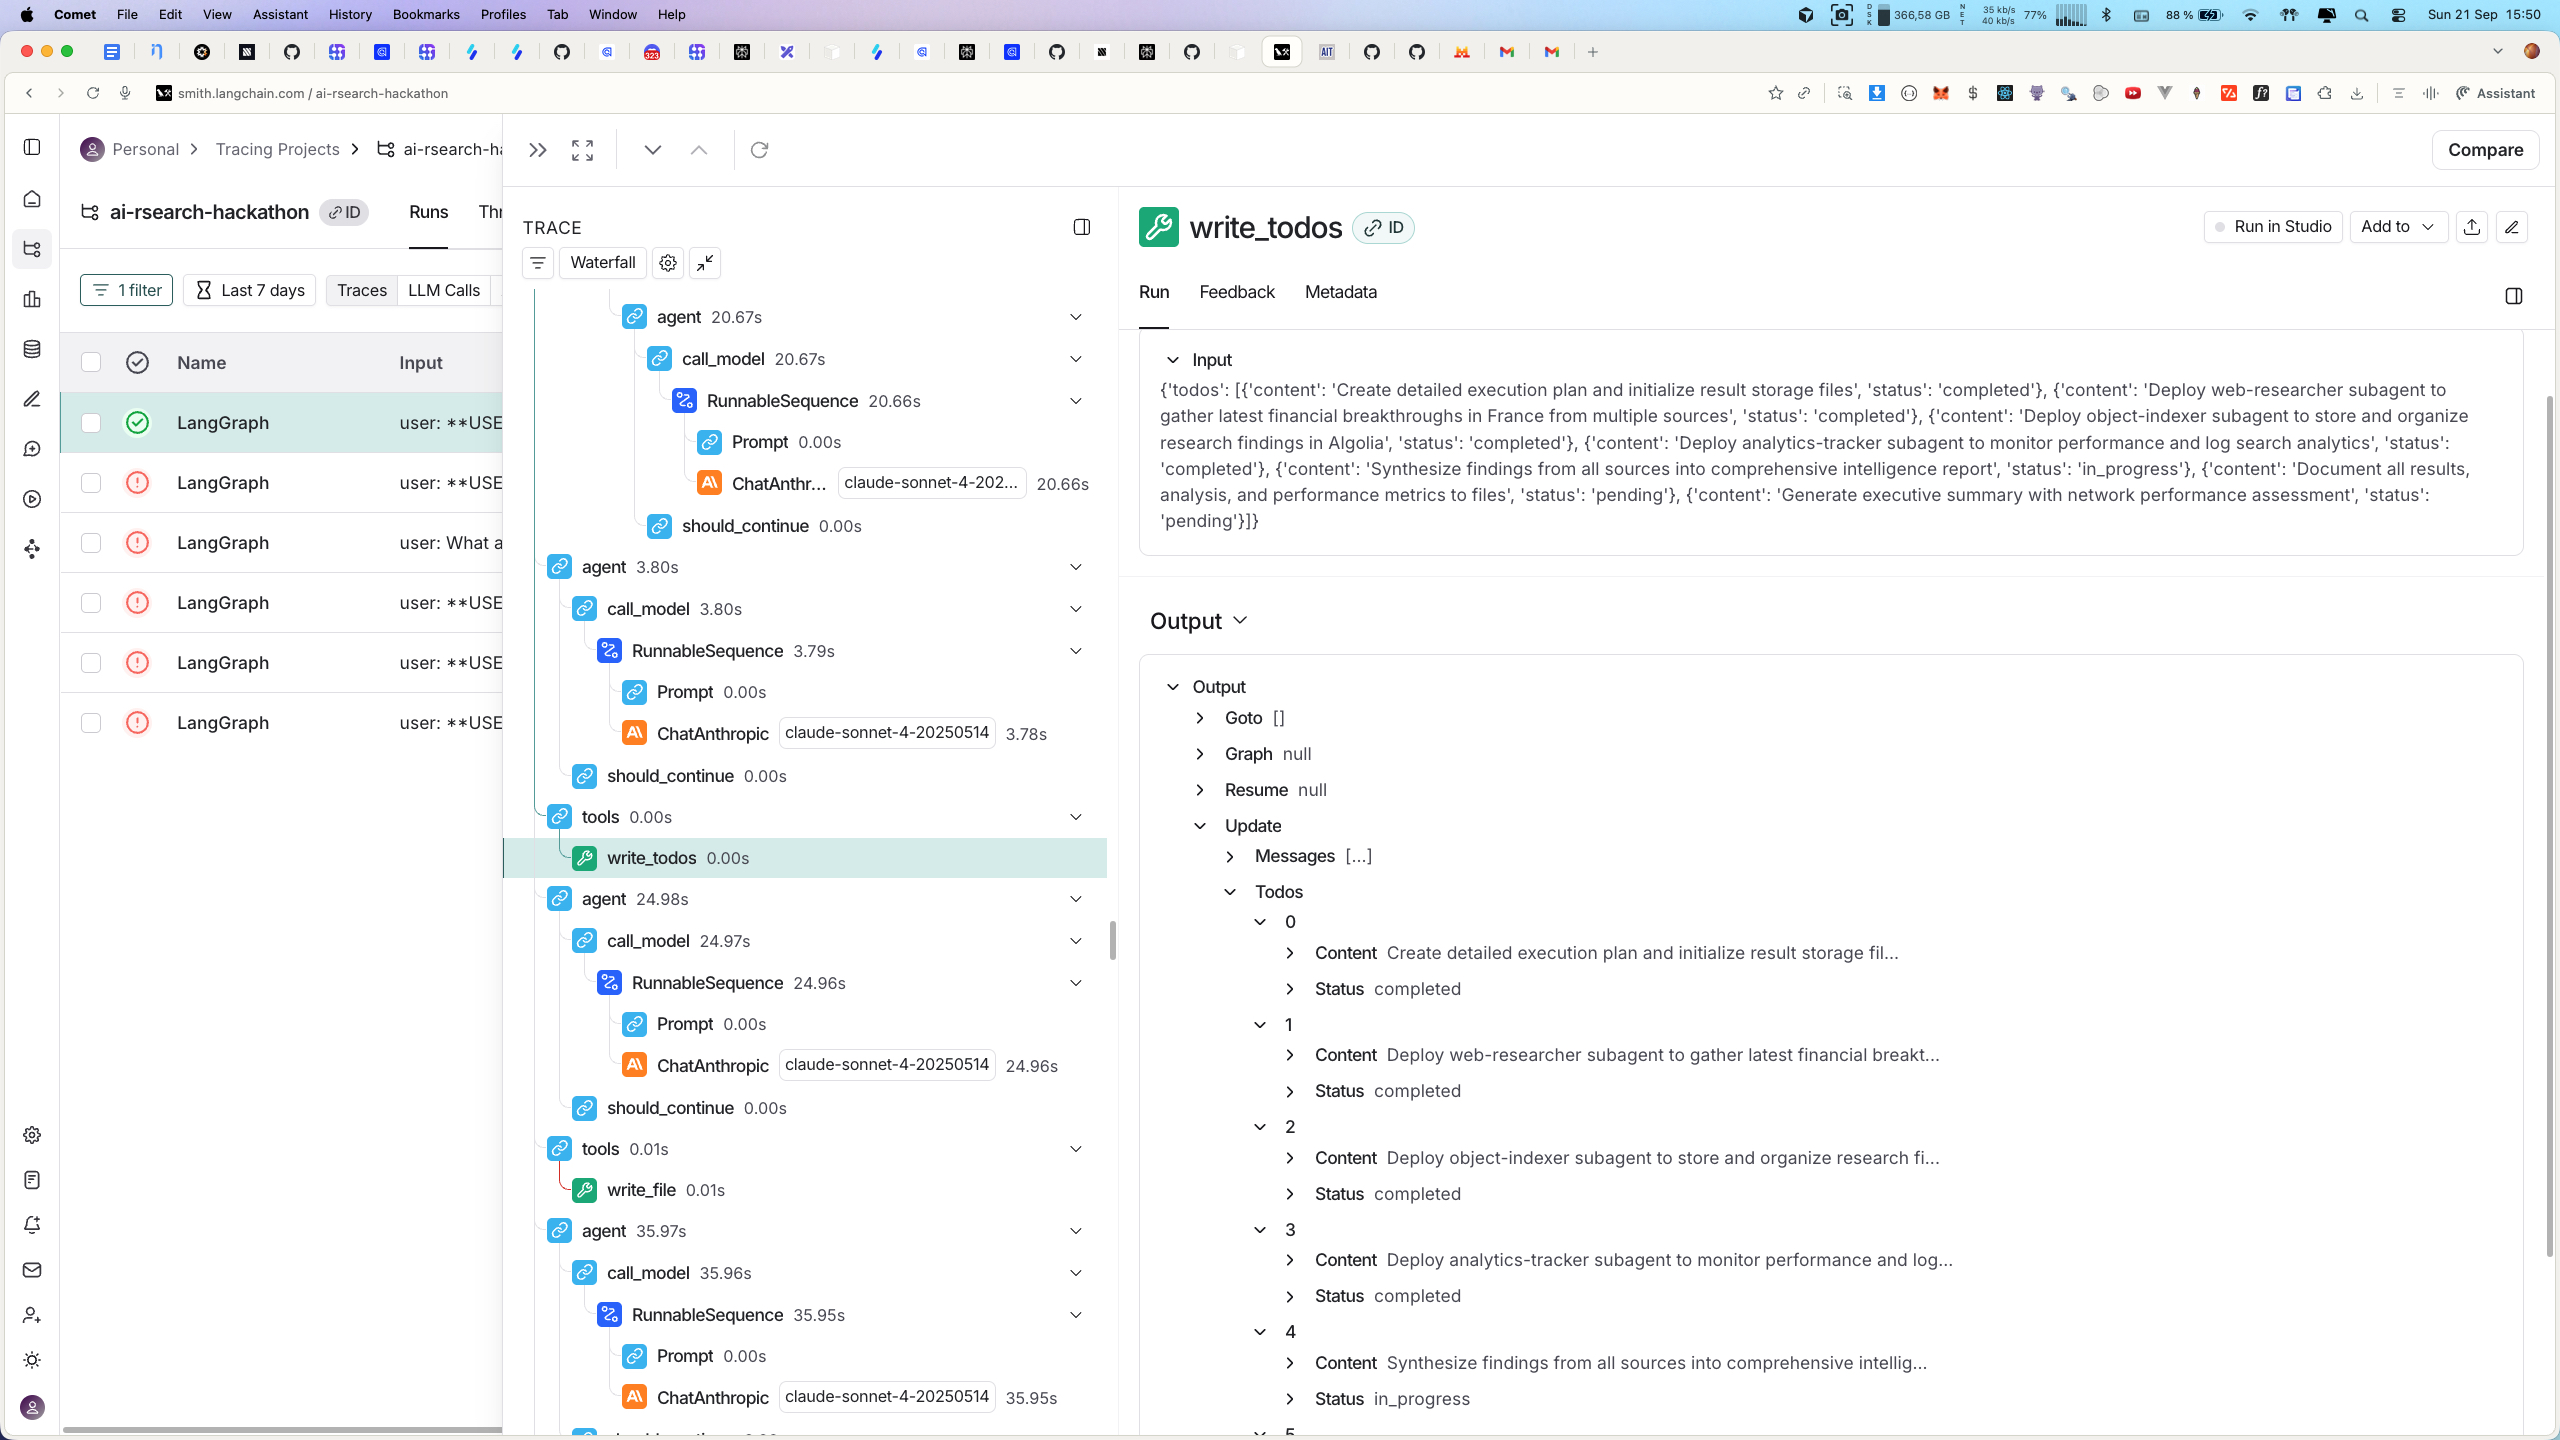 Comet File Edit View Assistant History Bookmarks Profiles Tab Window Help
DSK 366,58 GB NET 35 kb/s 40 kb/s 77% 88 % Sun 21 Sep 15:50
323 AIT
smith.langchain.com / ai-rsearch-hackathon
Assistant
Personal Tracing Projects ai-rsearch-ha
ai-rsearch-hackathon ID Runs Thr
1 filter Last 7 days Traces LLM Calls
Name Input
LangGraph user: **USE
LangGraph user: **USE
LangGraph user: What a
LangGraph user: **USE
LangGraph user: **USE
LangGraph user: **USE
Compare
TRACE
Waterfall
agent 20.67s
call_model 20.67s
RunnableSequence 20.66s
Prompt 0.00s
ChatAnthr... claude-sonnet-4-202... 20.66s
should_continue 0.00s
agent 3.80s
call_model 3.80s
RunnableSequence 3.79s
Prompt 0.00s
ChatAnthropic claude-sonnet-4-20250514 3.78s
should_continue 0.00s
tools 0.00s
write_todos 0.00s
agent 24.98s
call_model 24.97s
RunnableSequence 24.96s
Prompt 0.00s
ChatAnthropic claude-sonnet-4-20250514 24.96s
should_continue 0.00s
tools 0.01s
write_file 0.01s
agent 35.97s
call_model 35.96s
RunnableSequence 35.95s
Prompt 0.00s
ChatAnthropic claude-sonnet-4-20250514 35.95s
write_todos ID
Run in Studio Add to
Run Feedback Metadata
Input
{'todos': [{'content': 'Create detailed execution plan and initialize result storage files', 'status': 'completed'}, {'content': 'Deploy web-researcher subagent to
gather latest financial breakthroughs in France from multiple sources', 'status': 'completed'}, {'content': 'Deploy object-indexer subagent to store and organize
research findings in Algolia', 'status': 'completed'}, {'content': 'Deploy analytics-tracker subagent to monitor performance and log search analytics', 'status':
'completed'}, {'content': 'Synthesize findings from all sources into comprehensive intelligence report', 'status': 'in_progress'}, {'content': 'Document all results,
analysis, and performance metrics to files', 'status': 'pending'}, {'content': 'Generate executive summary with network performance assessment', 'status':
'pending'}]}
Output
Output
Goto []
Graph null
Resume null
Update
Messages [...]
Todos
0
Content Create detailed execution plan and initialize result storage fil...
Status completed
1
Content Deploy web-researcher subagent to gather latest financial breakt...
Status completed
2
Content Deploy object-indexer subagent to store and organize research fi...
Status completed
3
Content Deploy analytics-tracker subagent to monitor performance and log...
Status completed
4
Content Synthesize findings from all sources into comprehensive intellig...
Status in_progress
5